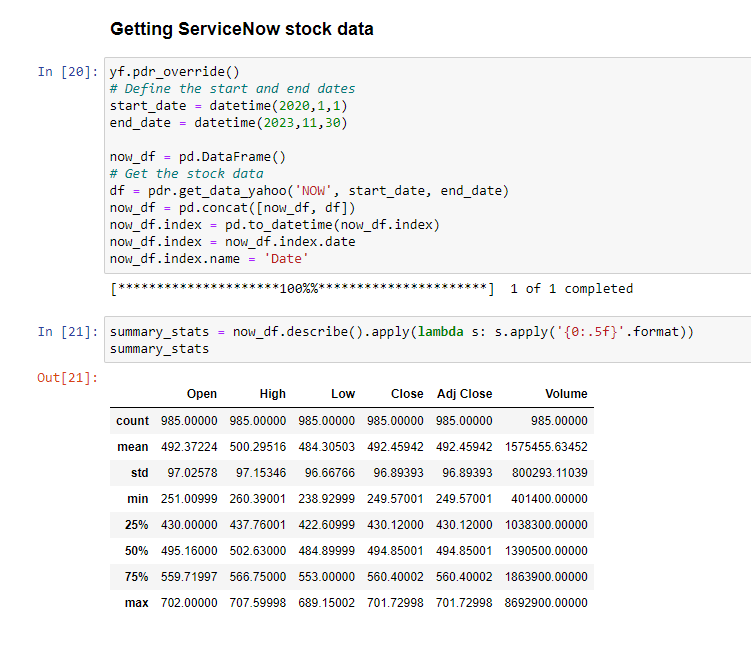 Getting ServiceNow stock data
In [20]: yf.pdr_override()
# Define the start and end dates
start_date = datetime(2020,1,1)
end_date = datetime(2023,11,30)
now_df = pd.DataFrame()
# Get the stock data
df = pdr.get_data_yahoo('NOW', start_date, end_date)
now_df = pd.concat([now_df, df])
now_df.index = pd.to_datetime(now_df.index)
now_df.index = now_df.index.date
now_df.index.name = 'Date'
[*********************100%%**********************]  1 of 1 completed
In [21]: summary_stats = now_df.describe().apply(lambda s: s.apply('{0:.5f}'.format))
summary_stats
Out[21]:
Open High Low Close Adj Close Volume
count 985.00000 985.00000 985.00000 985.00000 985.00000 985.00000
mean 492.37224 500.29516 484.30503 492.45942 492.45942 1575455.63452
std 97.02578 97.15346 96.66766 96.89393 96.89393 800293.11039
min 251.00999 260.39001 238.92999 249.57001 249.57001 401400.00000
25% 430.00000 437.76001 422.60999 430.12000 430.12000 1038300.00000
50% 495.16000 502.63000 484.89999 494.85001 494.85001 1390500.00000
75% 559.71997 566.75000 553.00000 560.40002 560.40002 1863900.00000
max 702.00000 707.59998 689.15002 701.72998 701.72998 8692900.00000